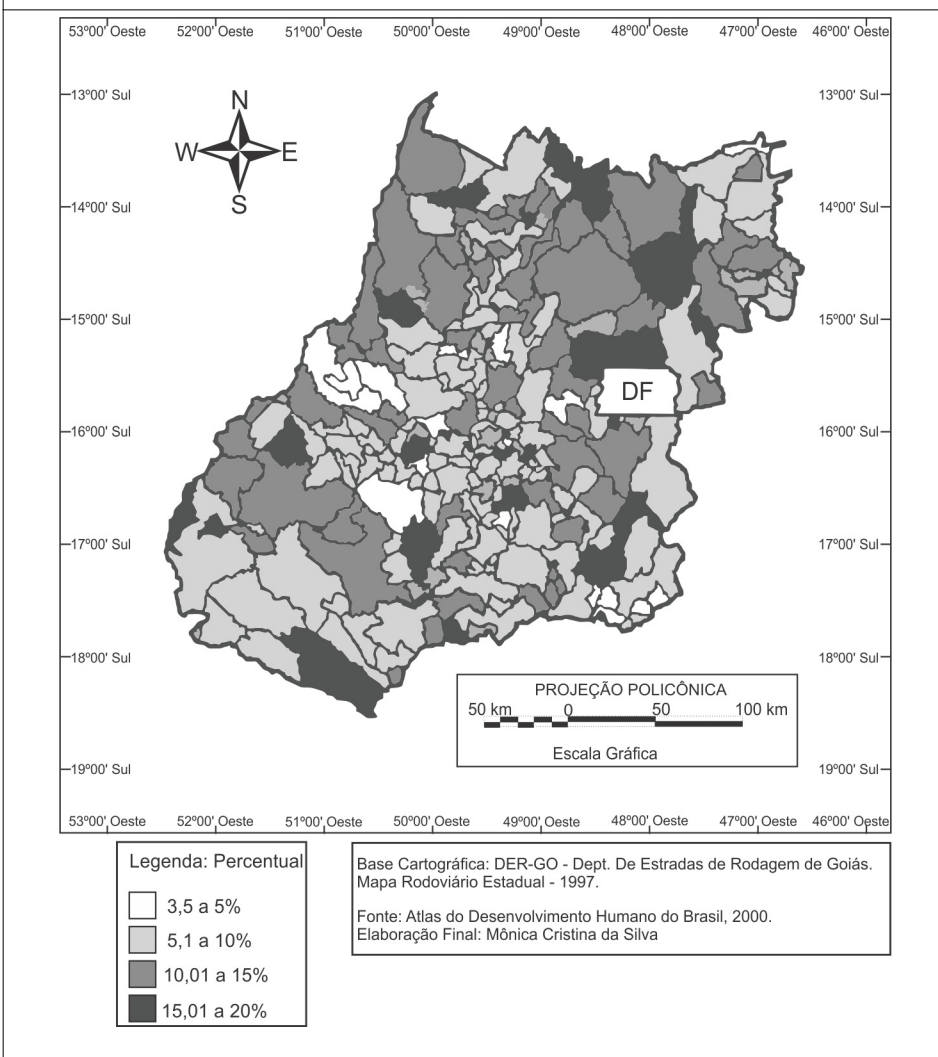 53º00' Oeste 52º00' Oeste 51º00' Oeste 50º00' Oeste 49º00' Oeste 48º00' Oeste 47º00' Oeste 46º00' Oeste
13º00' Sul 13º00' Sul
N
W E
S
14º00' Sul 14º00' Sul
15º00' Sul 15º00' Sul
DF
16º00' Sul 16º00' Sul
17º00' Sul 17º00' Sul
18º00' Sul 18º00' Sul
PROJEÇÃO POLICÔNICA
50 km 0 50 100 km
Escala Gráfica
19º00' Sul 19º00' Sul
53º00' Oeste 52º00' Oeste 51º00' Oeste 50º00' Oeste 49º00' Oeste 48º00' Oeste 47º00' Oeste 46º00' Oeste
Legenda: Percentual
3,5 a 5%
5,1 a 10%
10,01 a 15%
15,01 a 20%
Base Cartográfica: DER-GO - Dept. De Estradas de Rodagem de Goiás.
Mapa Rodoviário Estadual - 1997.
Fonte: Atlas do Desenvolvimento Humano do Brasil, 2000.
Elaboração Final: Mônica Cristina da Silva